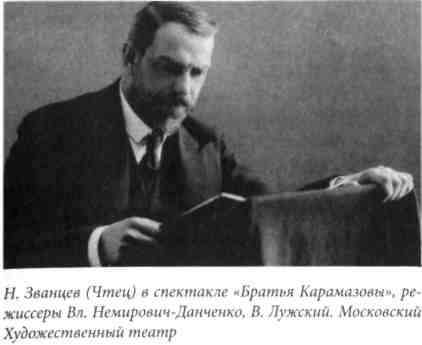 Н. Званцев (Чтец) в спектакле «Братья Карамазовы», ре-
жиссеры Вл. Немирович-Данченко, В. Лужский. Московский
Художественный театр